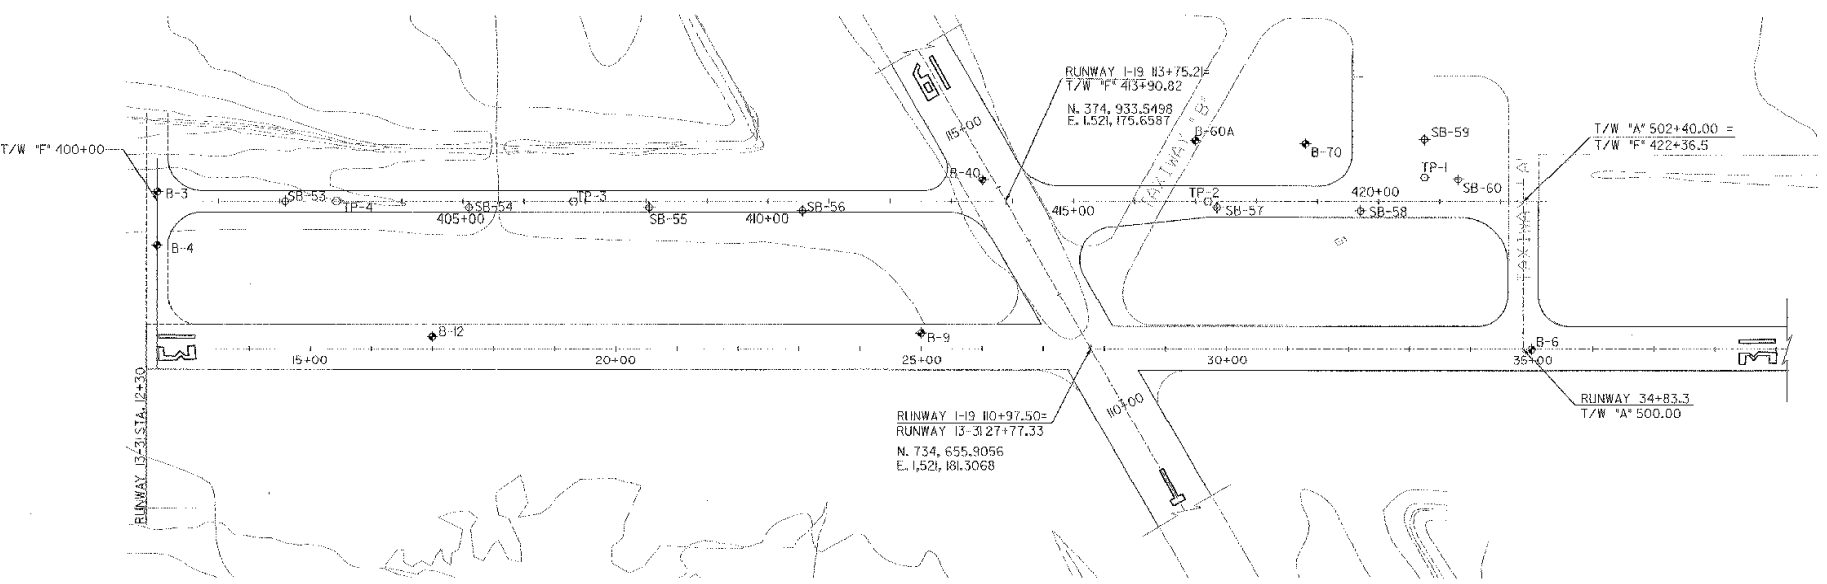 19
RUNWAY 1-19 113+75.21=
T/W "F" 413+90.82
N. 374, 933.5498
E. 1,521, 175.6587
115+00
TAXIWAY "B"
B-60A
B-70
SB-59
T/W "A" 502+40.00 =
T/W "F" 422+36.5
T/W "F" 400+00
TP-1
SB-60
B-40
B-3
SB-53
TP-4
SB-54
TP-3
SB-55
SB-56
405+00
410+00
415+00
TP-2
SB-57
420+00
SB-58
TAXIWAY A
B-4
B-12
B-9
B-6
13
15+00
20+00
25+00
30+00
35+00
31
RUNWAY 13-31 STA. 12+30
RUNWAY 1-19 110+97.50=
RUNWAY 13-31 27+77.33
N. 734, 655.9056
E. 1,521, 181.3068
110+00
RUNWAY 34+83.3
T/W "A" 500.00
1